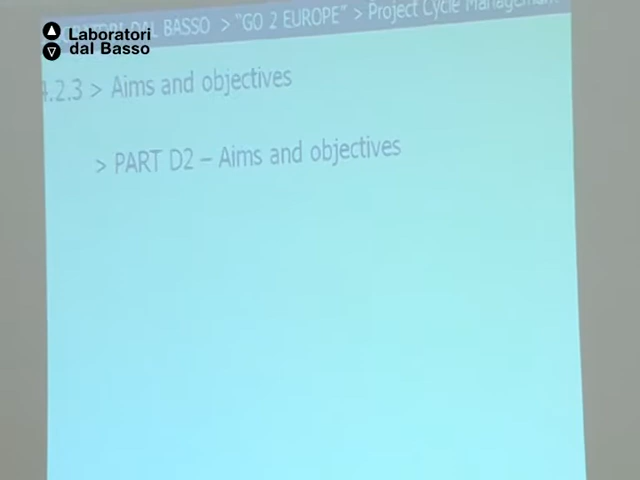 Laboratori
dal Basso
DAL BASSO > "GO 2 EUROPE" > Project Cycle Management
4.2.3 > Aims and objectives
> PART D2 – Aims and objectives